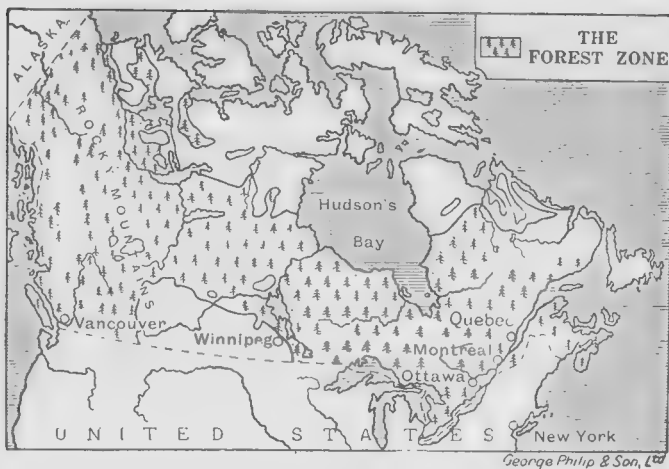 THE
FOREST ZONE
ALASKA
ROCKY MOUNTAINS
Hudson's
Bay
Vancouver
Winnipeg
Quebec
Montreal
Ottawa
UNITED STATES
New York
George Philip & Son, Ltd